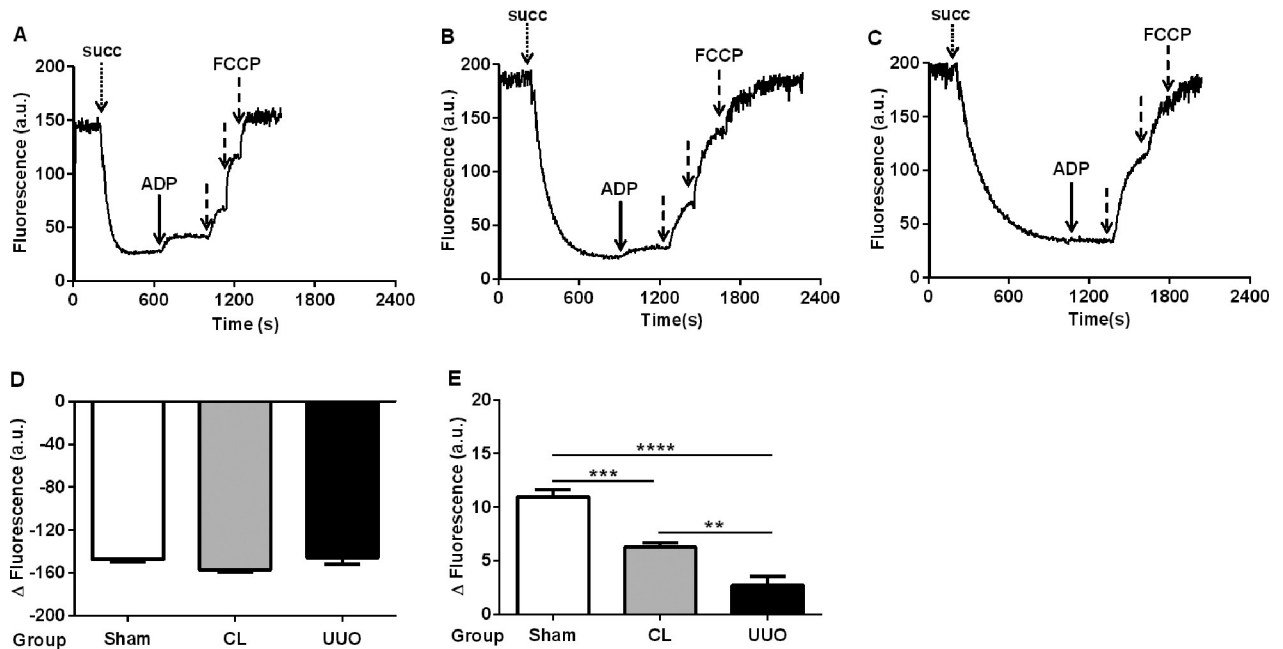 A
succ
FCCP
ADP
Fluorescence (a.u.)
200
150
100
50
0
0 600 1200 1800 2400
Time (s)
B
succ
FCCP
ADP
Fluorescence (a.u.)
200
150
100
50
0
0 600 1200 1800 2400
Time(s)
C
succ
FCCP
ADP
Fluorescence (a.u.)
200
150
100
50
0
0 600 1200 1800 2400
Time(s)
D
Δ Fluorescence (a.u.)
0
-40
-80
-120
-160
-200
Group Sham CL UUO
E
Δ Fluorescence (a.u.)
20
15
10
5
0
****
***
**
Group Sham CL UUO